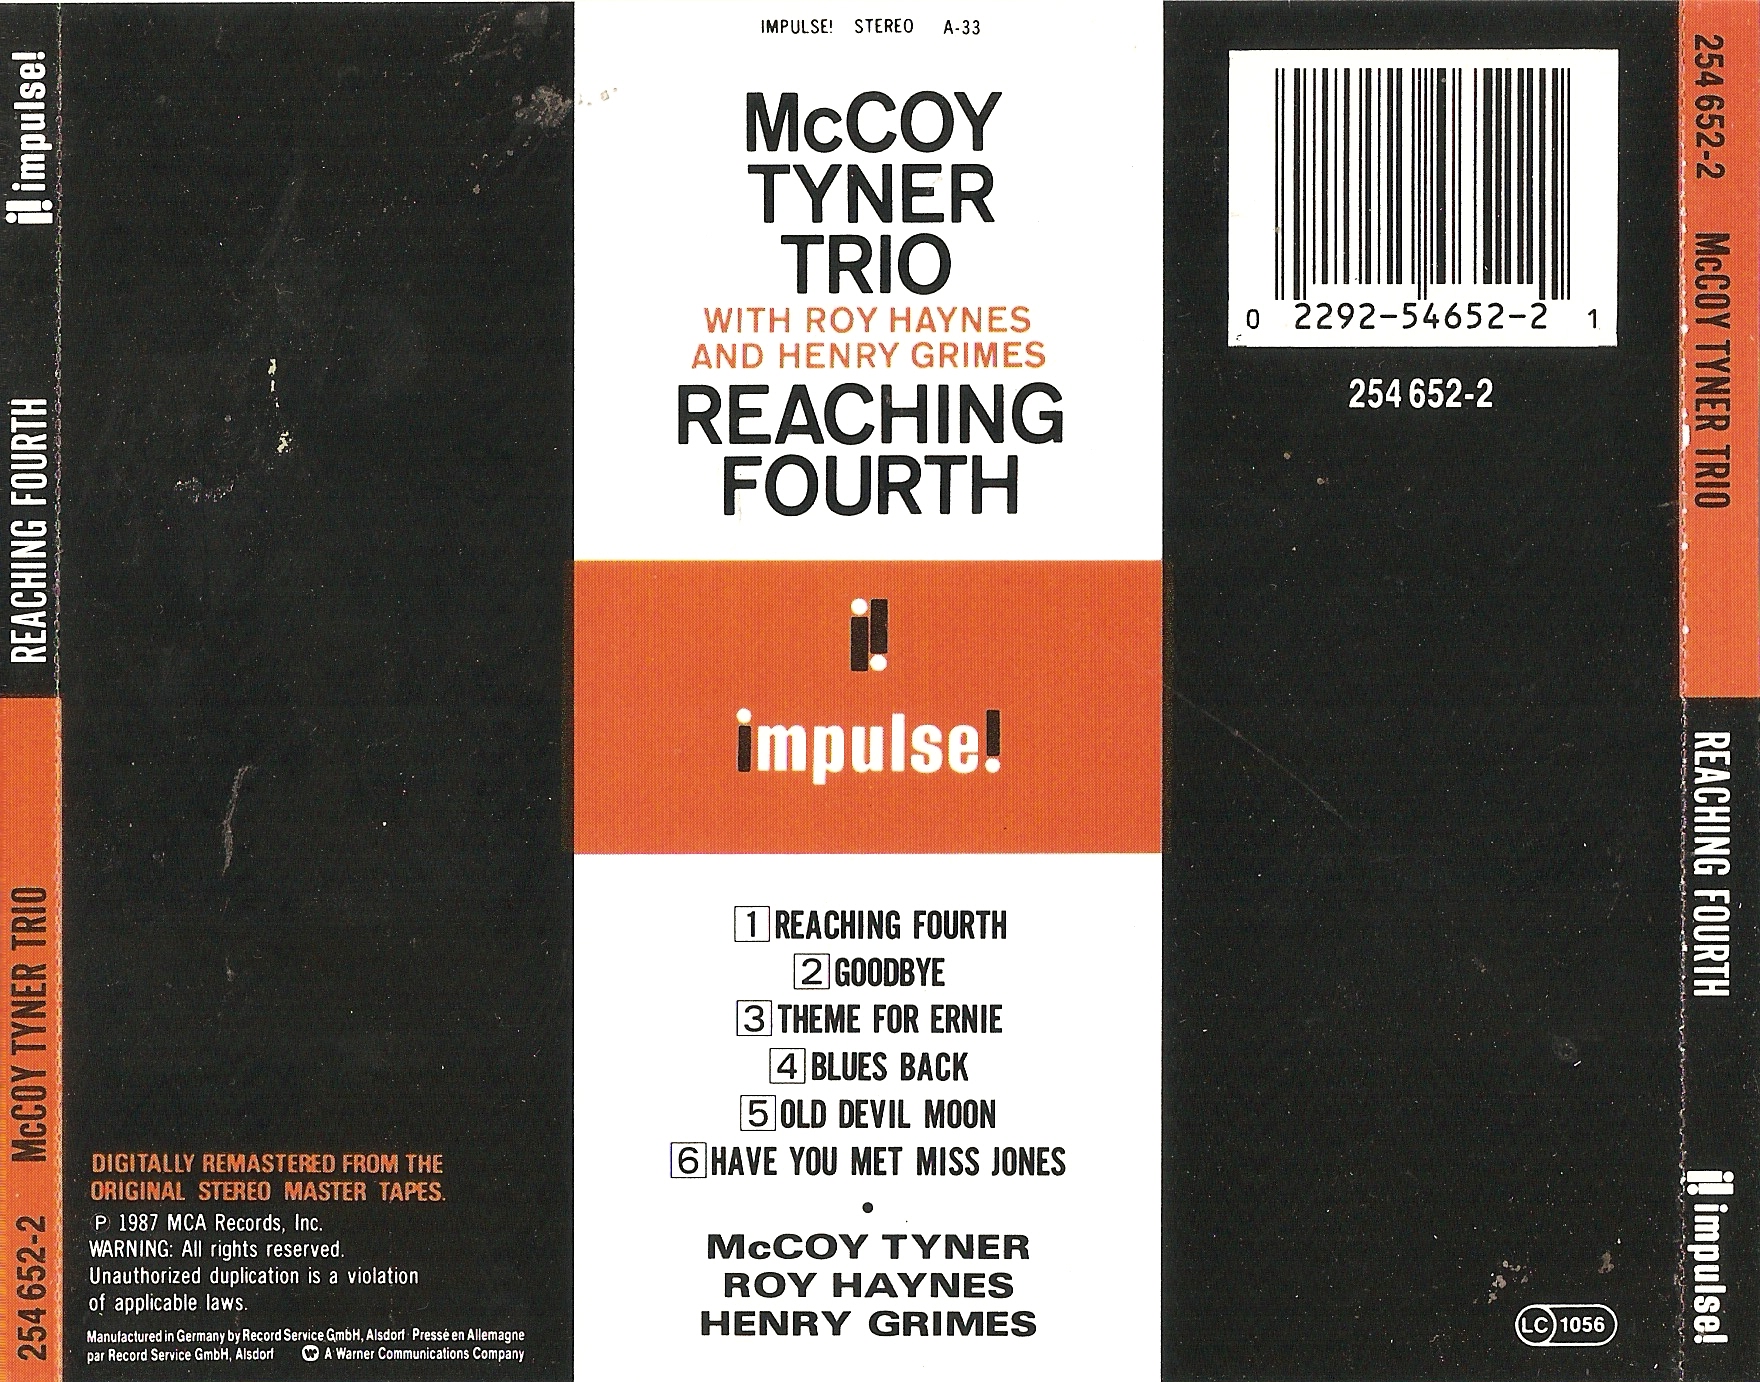 impulse!
REACHING FOURTH
McCOY TYNER TRIO
254 652-2
DIGITALLY REMASTERED FROM THE
ORIGINAL STEREO MASTER TAPES.
℗ 1987 MCA Records, Inc.
WARNING: All rights reserved.
Unauthorized duplication is a violation
of applicable laws.
Manufactured in Germany by Record Service GmbH, Alsdorf · Pressé en Allemagne
par Record Service GmbH, Alsdorf A Warner Communications Company
IMPULSE! STEREO A-33
McCOY
TYNER
TRIO
WITH ROY HAYNES
AND HENRY GRIMES
REACHING
FOURTH
impulse!
1 REACHING FOURTH
2 GOODBYE
3 THEME FOR ERNIE
4 BLUES BACK
5 OLD DEVIL MOON
6 HAVE YOU MET MISS JONES
•
McCOY TYNER
ROY HAYNES
HENRY GRIMES
0 2292-54652-2 1
254 652-2
LC 1056
254 652-2
McCOY TYNER TRIO
REACHING FOURTH
impulse!